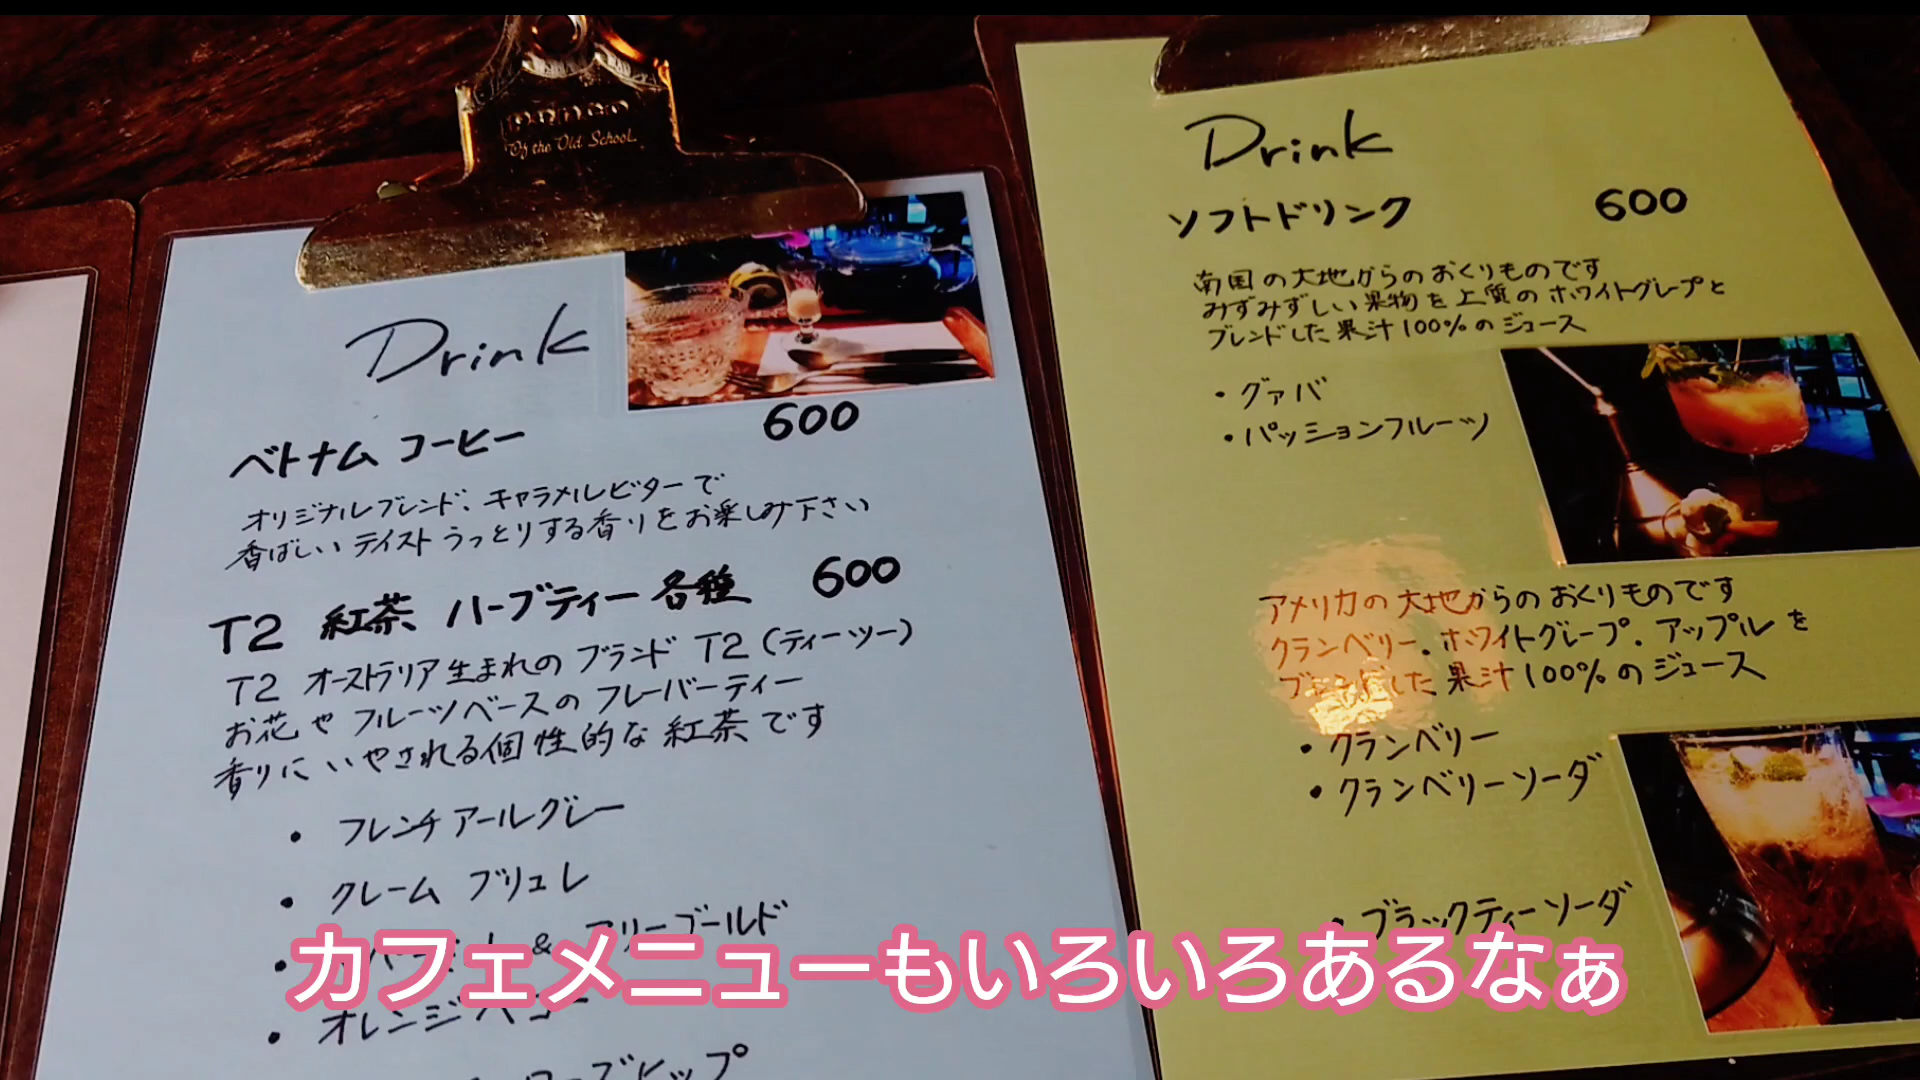 Of the Old School.
Drink
ベトナム コーヒー 600
オリジナルブレンド、キャラメルビターで
香ばしい テイスト うっとりする香りをお楽しみ下さい
T2 紅茶 ハーブティー 各種 600
T2 オーストラリア生まれの ブランド T2(ティーツー)
お花や フルーツベースの フレーバーティー
香りに いやされる個性的な 紅茶です
・ フレンチアールグレー
・ クレーム ブリュレ
& アリーゴールド
・ オレンジ
ローズヒップ
Drink
ソフトドリンク 600
南国の大地からのおくりものです
みずみずしい果物を上質のホワイトグレープと
ブレンドした果汁100%のジュース
・グァバ
・パッションフルーツ
アメリカの大地からのおくりものです
クランベリー．ホワイトグレープ．アップルを
ブレンドした果汁100%のジュース
・クランベリー
・クランベリーソーダ
・ブラックティーソーダ
カフェメニューもいろいろあるなぁ